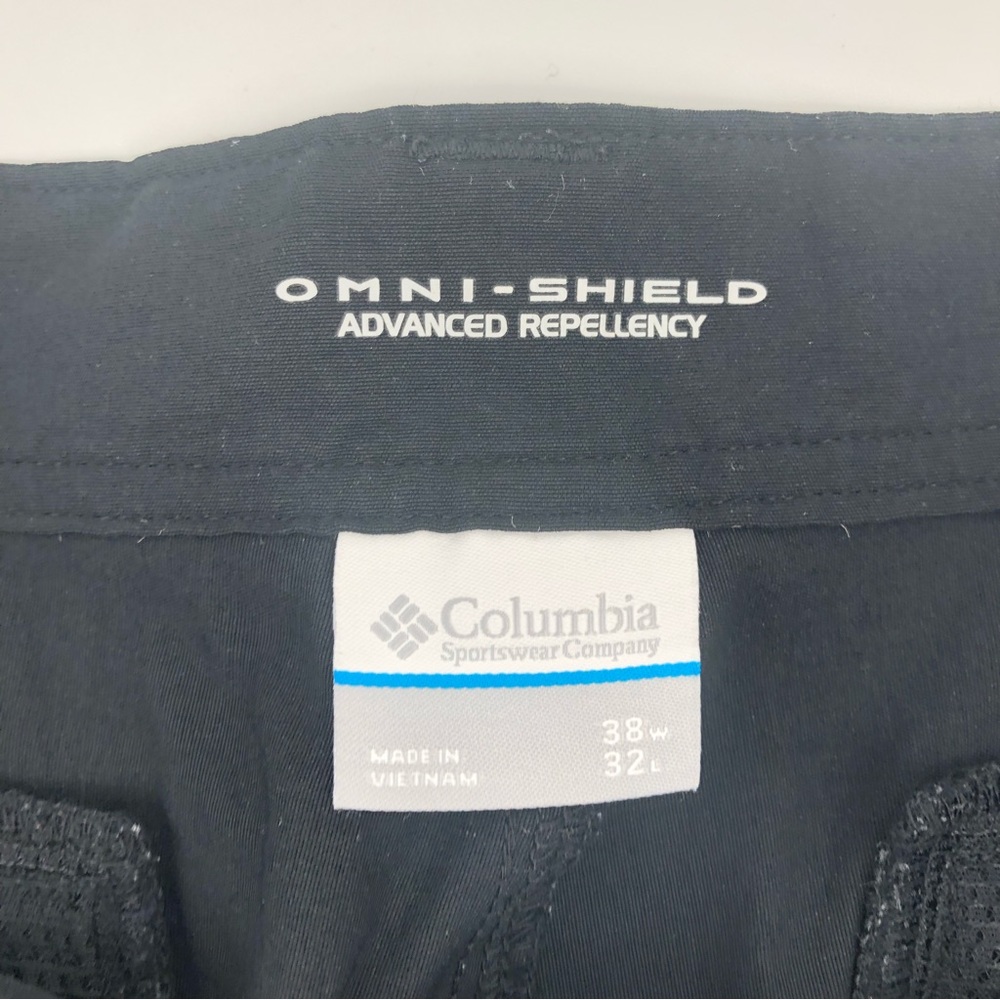 OMNI-SHIELD
ADVANCED REPELLENCY
Columbia
Sportswear Company
38W
32L
MADE IN
VIETNAM